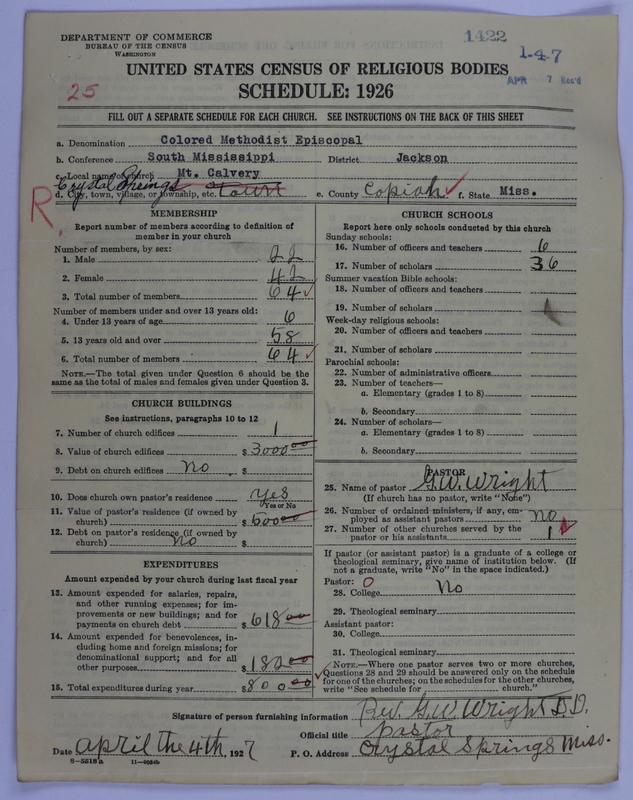 DEPARTMENT OF COMMERCE
BUREAU OF THE CENSUS
WASHINGTON
1422
1-4-7
APR 7 Rec'd
25
UNITED STATES CENSUS OF RELIGIOUS BODIES
SCHEDULE: 1926
FILL OUT A SEPARATE SCHEDULE FOR EACH CHURCH. SEE INSTRUCTIONS ON THE BACK OF THIS SHEET
a. Denomination Colored Methodist Episcopal
b. Conference South Mississippi District Jackson
c. Local name of church Mt. Calvery
Crystal Springs
d. City, town, village, or township, etc. Town e. County Copiah f. State Miss.
R.
MEMBERSHIP
Report number of members according to definition of member in your church
Number of members, by sex:
1. Male 22
2. Female 42
3. Total number of members 64
Number of members under and over 13 years old:
4. Under 13 years of age 6
5. 13 years old and over 58
6. Total number of members 64
NOTE.—The total given under Question 6 should be the same as the total of males and females given under Question 3.
CHURCH BUILDINGS
See instructions, paragraphs 10 to 12
7. Number of church edifices 1
8. Value of church edifices $3000 00
9. Debt on church edifices No $
10. Does church own pastor's residence yes
Yes or No
11. Value of pastor's residence (if owned by church) $600 00
12. Debt on pastor's residence (if owned by church) No $
EXPENDITURES
Amount expended by your church during last fiscal year
13. Amount expended for salaries, repairs, and other running expenses; for improvements or new buildings; and for payments on church debt $618 00
14. Amount expended for benevolences, including home and foreign missions; for denominational support; and for all other purposes $182 00
15. Total expenditures during year $800 00
CHURCH SCHOOLS
Report here only schools conducted by this church
Sunday schools:
16. Number of officers and teachers 6
17. Number of scholars 36
Summer vacation Bible schools:
18. Number of officers and teachers
19. Number of scholars
Week-day religious schools:
20. Number of officers and teachers
21. Number of scholars
Parochial schools:
22. Number of administrative officers
23. Number of teachers—
a. Elementary (grades 1 to 8)
b. Secondary
24. Number of scholars—
a. Elementary (grades 1 to 8)
b. Secondary
PASTOR
25. Name of pastor G.W. Wright
(If church has no pastor, write "None")
26. Number of ordained ministers, if any, employed as assistant pastors no
27. Number of other churches served by the pastor or his assistants 1
If pastor (or assistant pastor) is a graduate of a college or theological seminary, give name of institution below. (If not a graduate, write "No" in the space indicated.)
Pastor: 0
28. College No
29. Theological seminary
Assistant pastor:
30. College
31. Theological seminary
NOTE.—Where one pastor serves two or more churches, Questions 28 and 29 should be answered only on the schedule for one of the churches; on the schedules for the other churches, write "See schedule for church."
Signature of person furnishing information Rev. G.W. Wright D.D.
Official title pastor
Date april the 4th, 1927 P. O. Address Crystal Springs Miss.
8—5518a 11—9024b